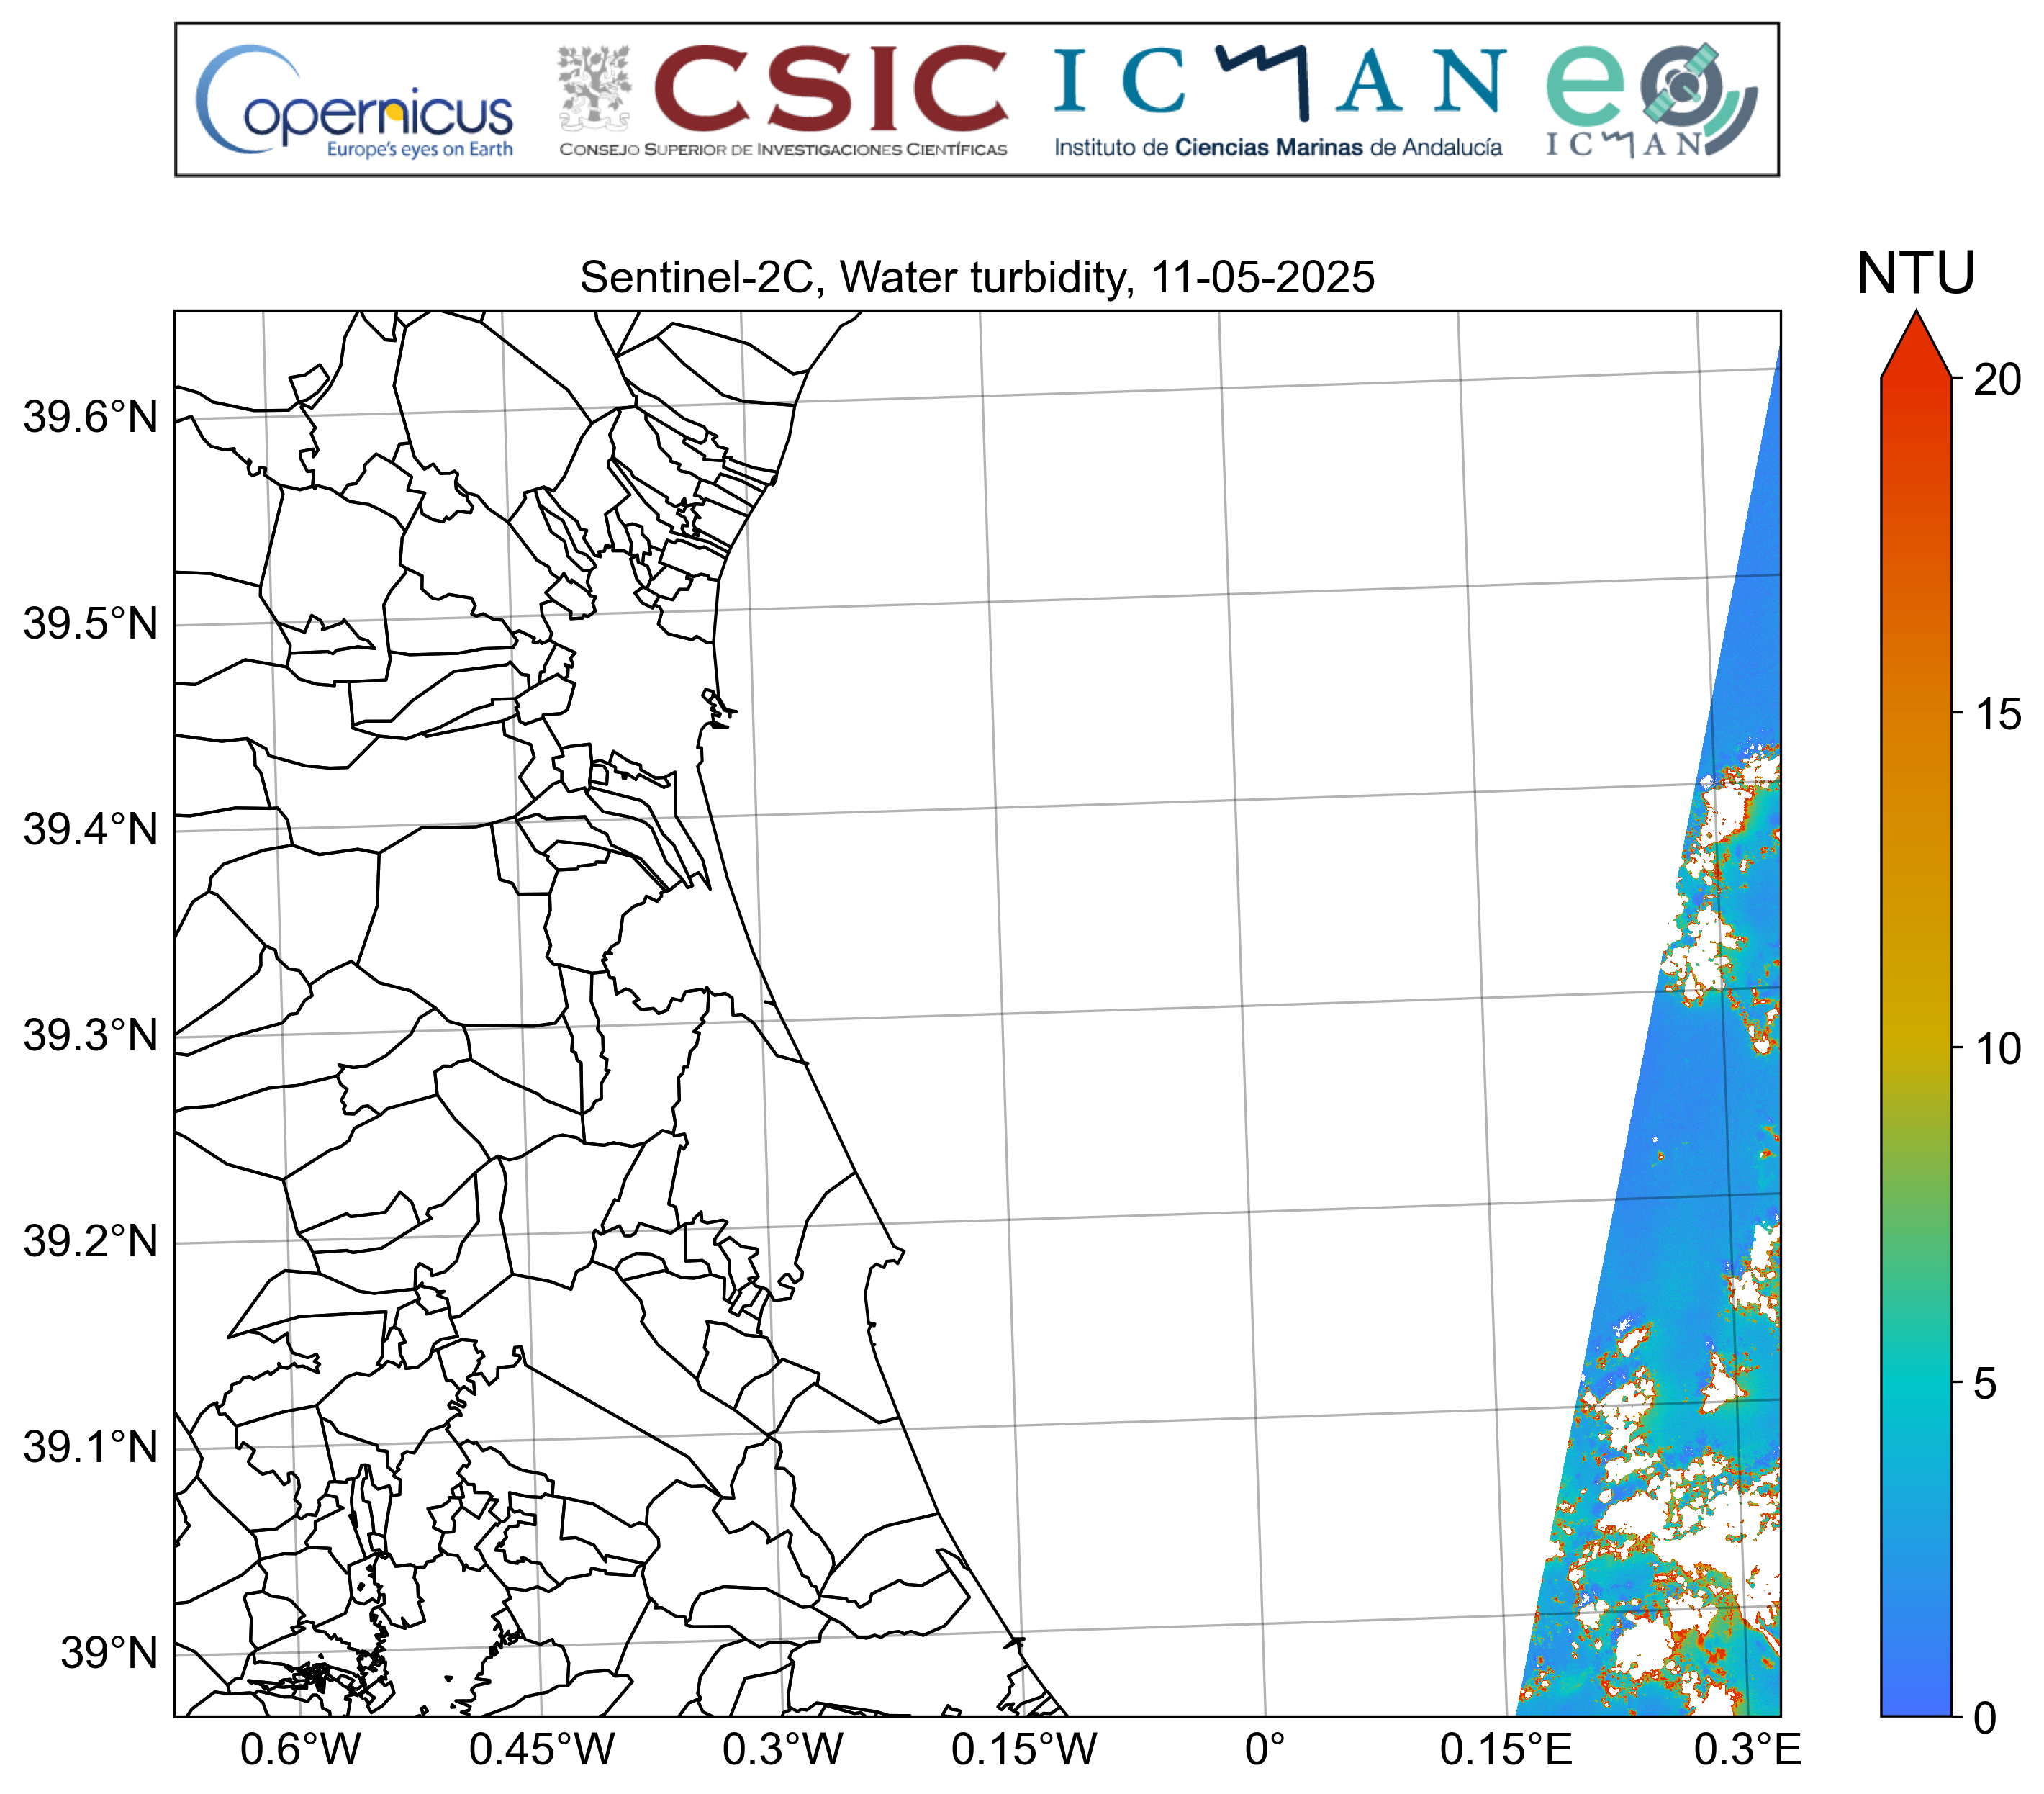 Copernicus
Europe's eyes on Earth
CSIC
CONSEJO SUPERIOR DE INVESTIGACIONES CIENTÍFICAS
ICMAN
Instituto de Ciencias Marinas de Andalucía
eo
ICMAN
Sentinel-2C, Water turbidity, 11-05-2025
NTU
20
15
10
5
0
39.6°N
39.5°N
39.4°N
39.3°N
39.2°N
39.1°N
39°N
0.6°W 0.45°W 0.3°W 0.15°W 0° 0.15°E 0.3°E